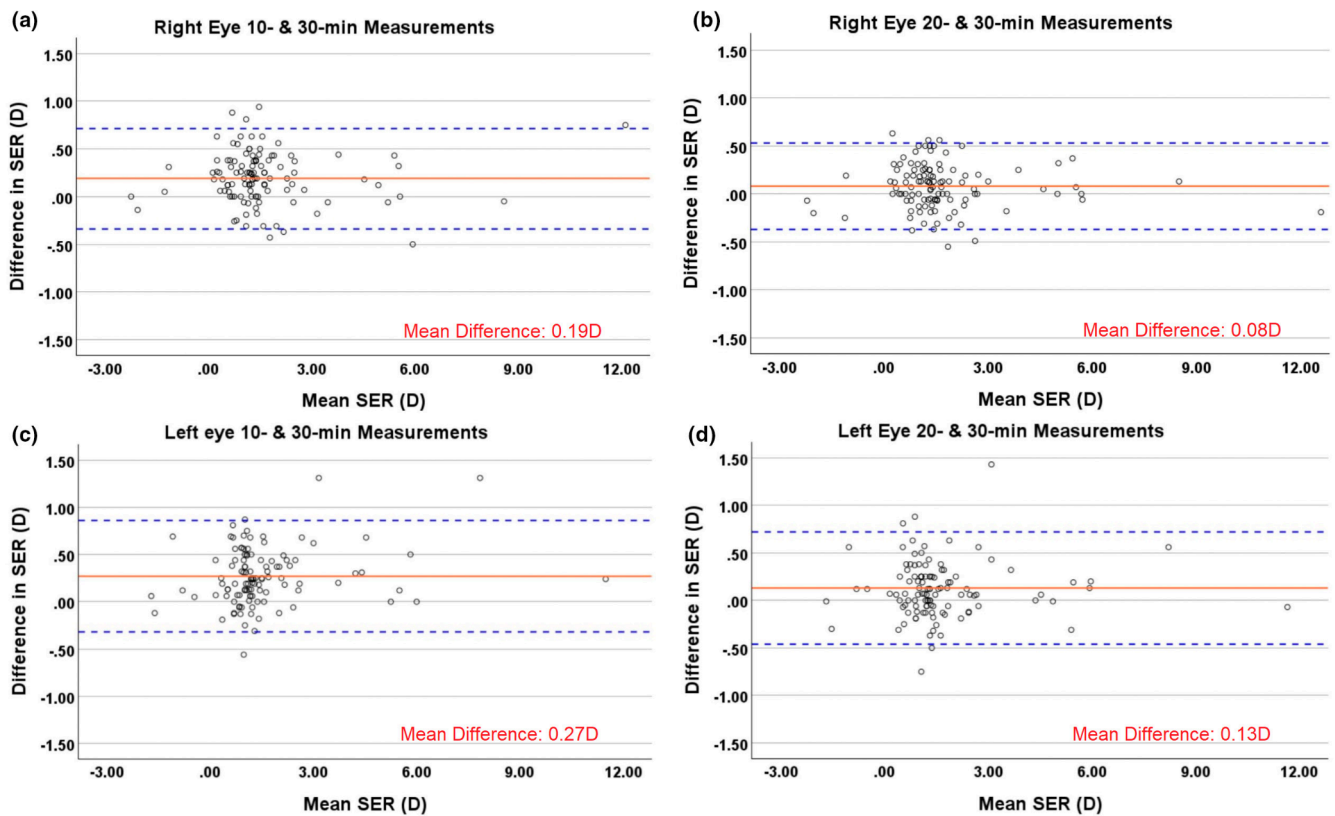 (a)
Right Eye 10- & 30-min Measurements
Difference in SER (D)
1.50
1.00
.50
.00
-.50
-1.00
-1.50
Mean Difference: 0.19D
-3.00 .00 3.00 6.00 9.00 12.00
Mean SER (D)
(b)
Right Eye 20- & 30-min Measurements
Difference in SER (D)
1.50
1.00
.50
.00
-.50
-1.00
-1.50
Mean Difference: 0.08D
-3.00 .00 3.00 6.00 9.00 12.00
Mean SER (D)
(c)
Left eye 10- & 30-min Measurements
Difference in SER (D)
1.50
1.00
.50
.00
-.50
-1.00
-1.50
Mean Difference: 0.27D
-3.00 .00 3.00 6.00 9.00 12.00
Mean SER (D)
(d)
Left Eye 20- & 30-min Measurements
Difference in SER (D)
1.50
1.00
.50
.00
-.50
-1.00
-1.50
Mean Difference: 0.13D
-3.00 .00 3.00 6.00 9.00 12.00
Mean SER (D)